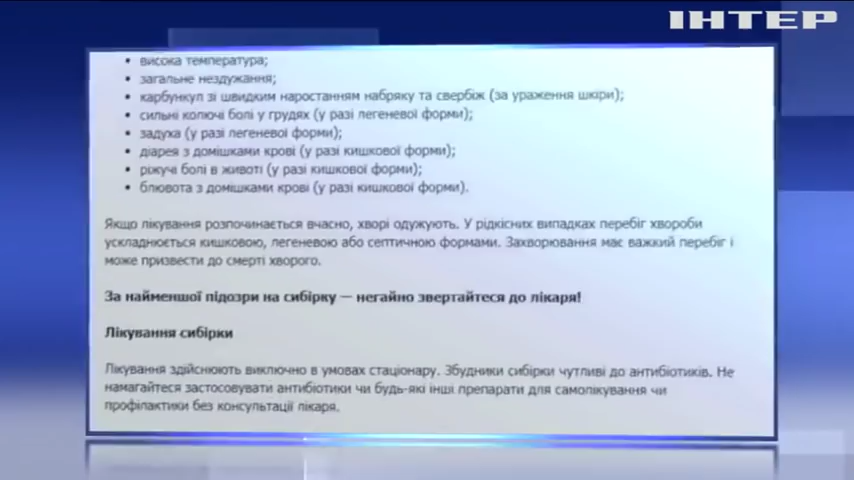 ІНТЕР
• висока температура;
• загальне нездужання;
• карбункул зі швидким наростанням набряку та свербіж (за ураження шкіри);
• сильні колючі болі у грудях (у разі легеневої форми);
• задуха (у разі легеневої форми);
• діарея з домішками крові (у разі кишкової форми);
• ріжучі болі в животі (у разі кишкової форми);
• блювота з домішками крові (у разі кишкової форми).
Якщо лікування розпочинається вчасно, хворі одужують. У рідкісних випадках перебіг хвороби
ускладнюється кишковою, легеневою або септичною формами. Захворювання має важкий перебіг і
може призвести до смерті хворого.
За найменшої підозри на сибірку — негайно звертайтеся до лікаря!
Лікування сибірки
Лікування здійснюють виключно в умовах стаціонару. Збудники сибірки чутливі до антибіотиків. Не
намагайтеся застосовувати антибіотики чи будь-які інші препарати для самолікування чи
профілактики без консультації лікаря.